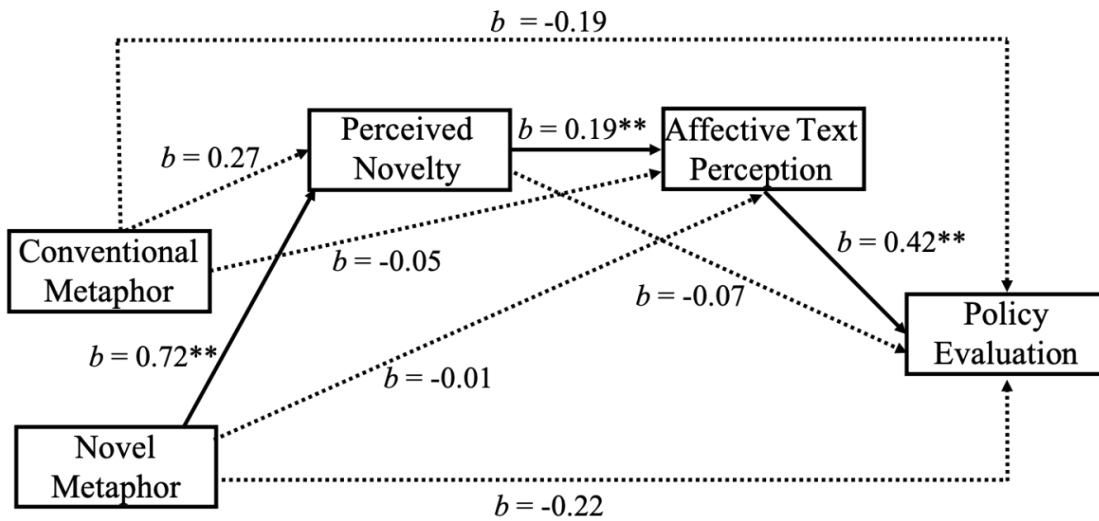 b = -0.19
Perceived
Novelty
b = 0.19**
Affective Text
Perception
b = 0.27
Conventional
Metaphor
b = -0.05
b = 0.42**
b = -0.07
Policy
Evaluation
b = 0.72**
b = -0.01
Novel
Metaphor
b = -0.22